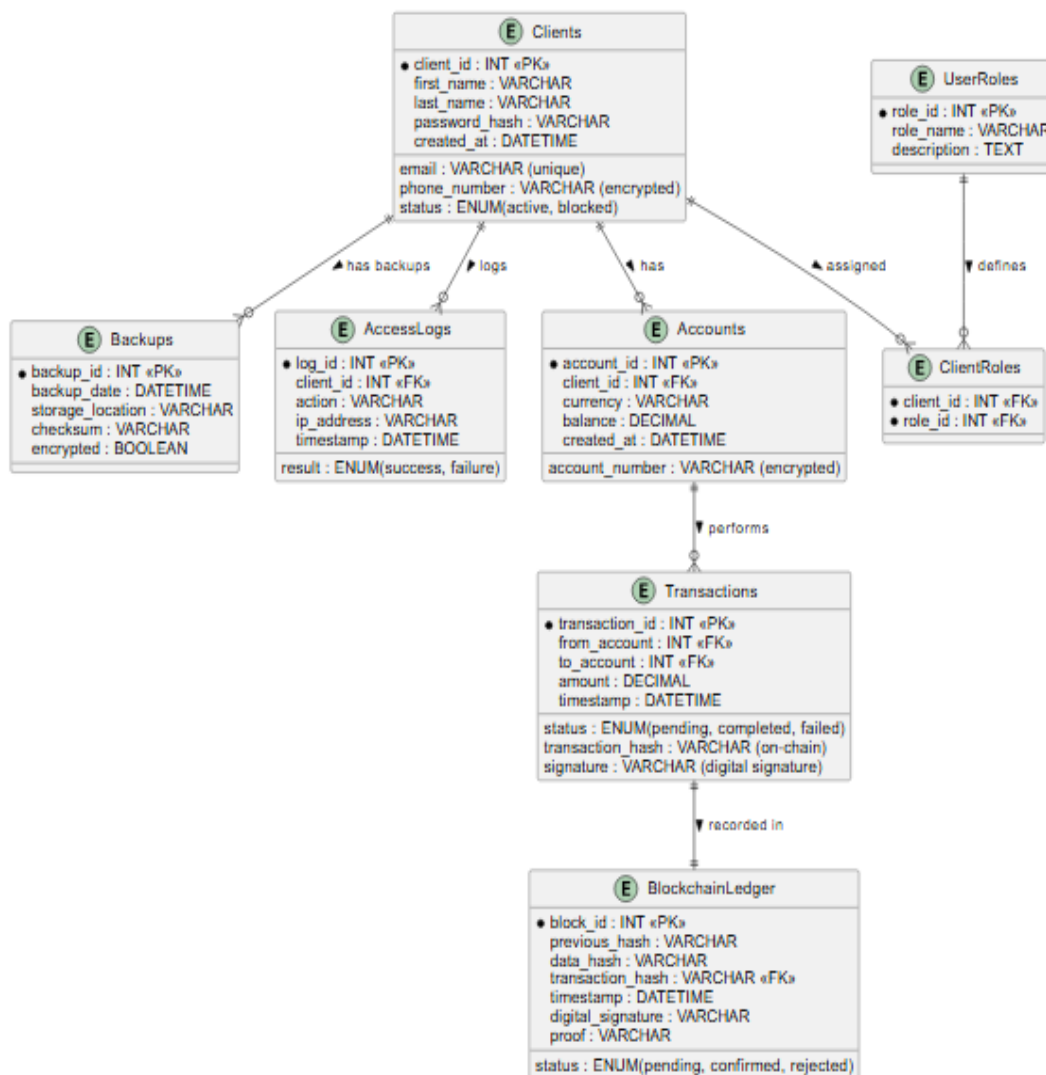 E Clients
client_id : INT «PK»
first_name : VARCHAR
last_name : VARCHAR
password_hash : VARCHAR
created_at : DATETIME
email : VARCHAR (unique)
phone_number : VARCHAR (encrypted)
status : ENUM(active, blocked)
E UserRoles
role_id : INT «PK»
role_name : VARCHAR
description : TEXT
has backups
logs
has
assigned
defines
E Backups
backup_id : INT «PK»
backup_date : DATETIME
storage_location : VARCHAR
checksum : VARCHAR
encrypted : BOOLEAN
E AccessLogs
log_id : INT «PK»
client_id : INT «FK»
action : VARCHAR
ip_address : VARCHAR
timestamp : DATETIME
result : ENUM(success, failure)
E Accounts
account_id : INT «PK»
client_id : INT «FK»
currency : VARCHAR
balance : DECIMAL
created_at : DATETIME
account_number : VARCHAR (encrypted)
E ClientRoles
client_id : INT «FK»
role_id : INT «FK»
performs
E Transactions
transaction_id : INT «PK»
from_account : INT «FK»
to_account : INT «FK»
amount : DECIMAL
timestamp : DATETIME
status : ENUM(pending, completed, failed)
transaction_hash : VARCHAR (on-chain)
signature : VARCHAR (digital signature)
recorded in
E BlockchainLedger
block_id : INT «PK»
previous_hash : VARCHAR
data_hash : VARCHAR
transaction_hash : VARCHAR «FK»
timestamp : DATETIME
digital_signature : VARCHAR
proof : VARCHAR
status : ENUM(pending, confirmed, rejected)